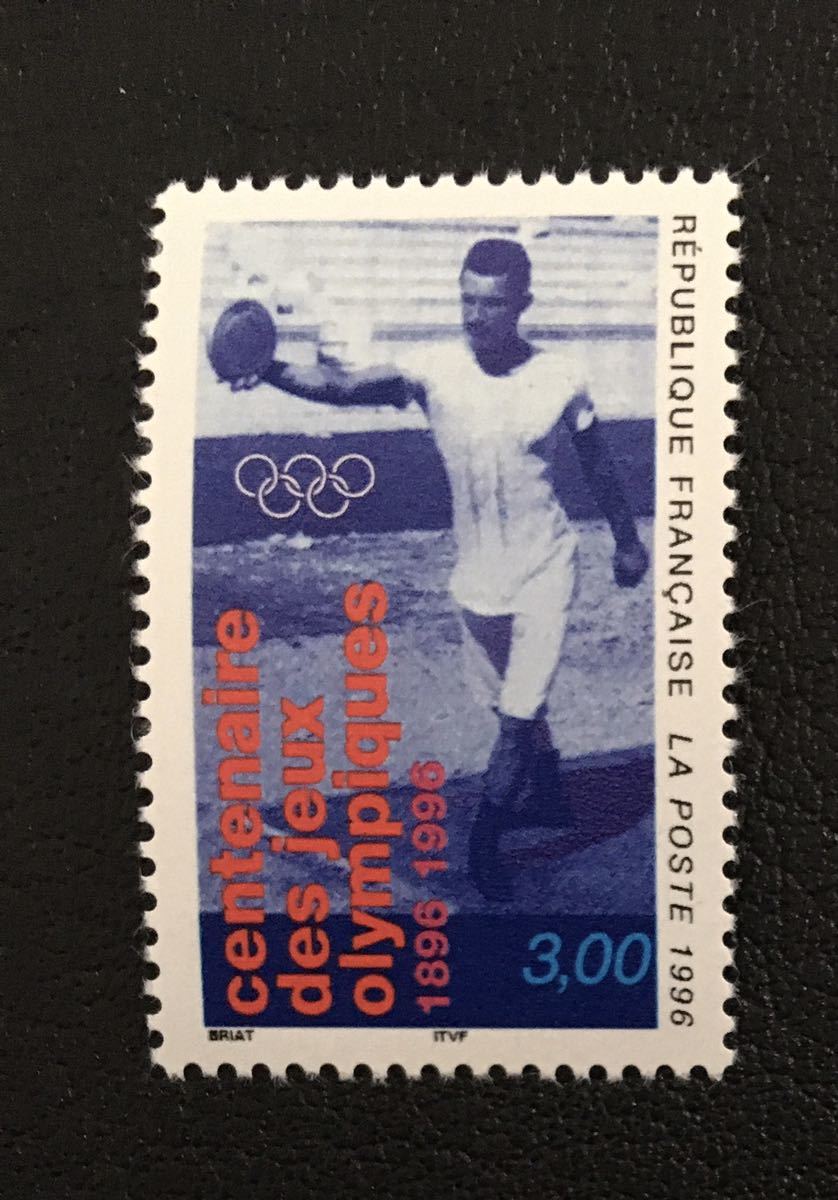 RÉPUBLIQUE FRANÇAISE LA POSTE 1996
centenaire
des jeux
olympiques
1896 1996
3,00
BRIAT
ITVF